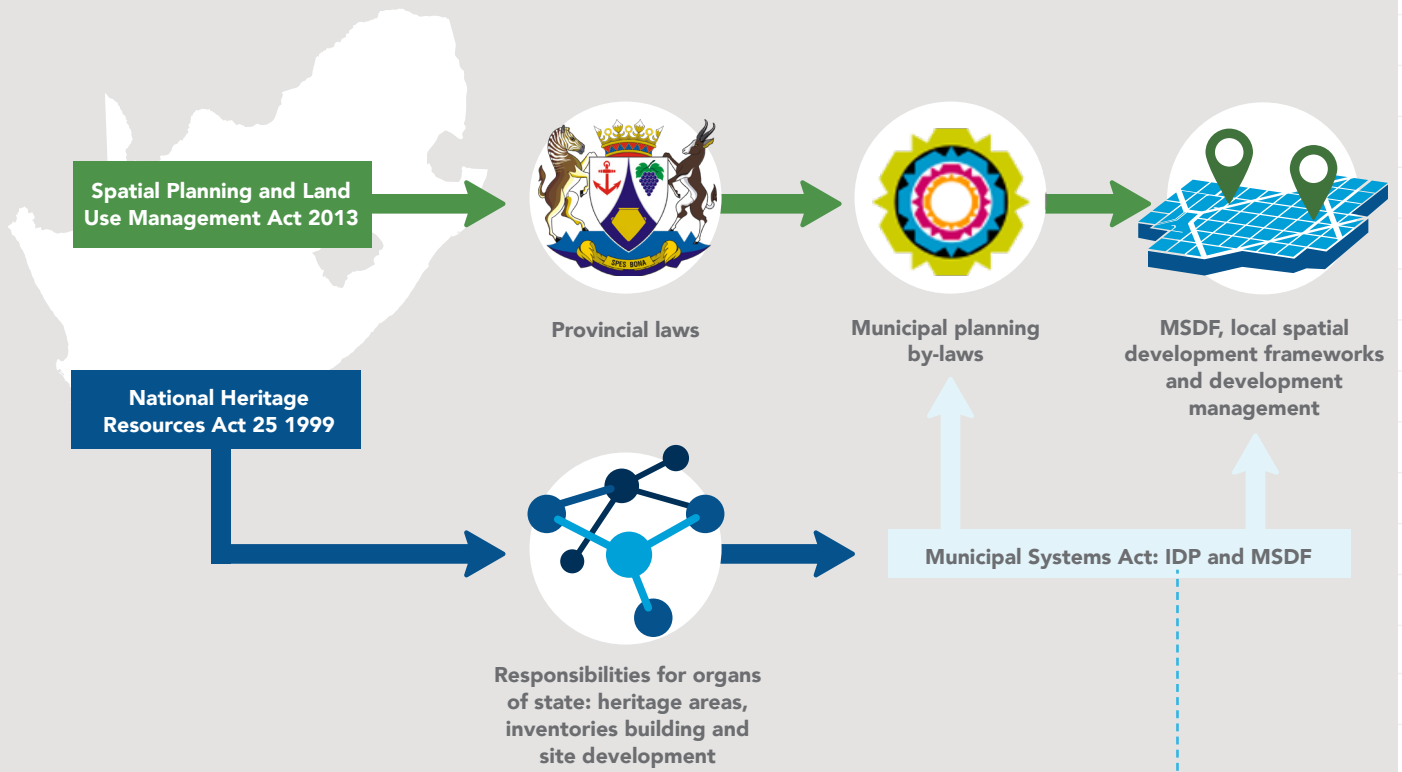 Spatial Planning and Land
Use Management Act 2013
SPES BONA
Provincial laws
Municipal planning
by-laws
MSDF, local spatial
development frameworks
and development
management
National Heritage
Resources Act 25 1999
Municipal Systems Act: IDP and MSDF
Responsibilities for organs
of state: heritage areas,
inventories building and
site development